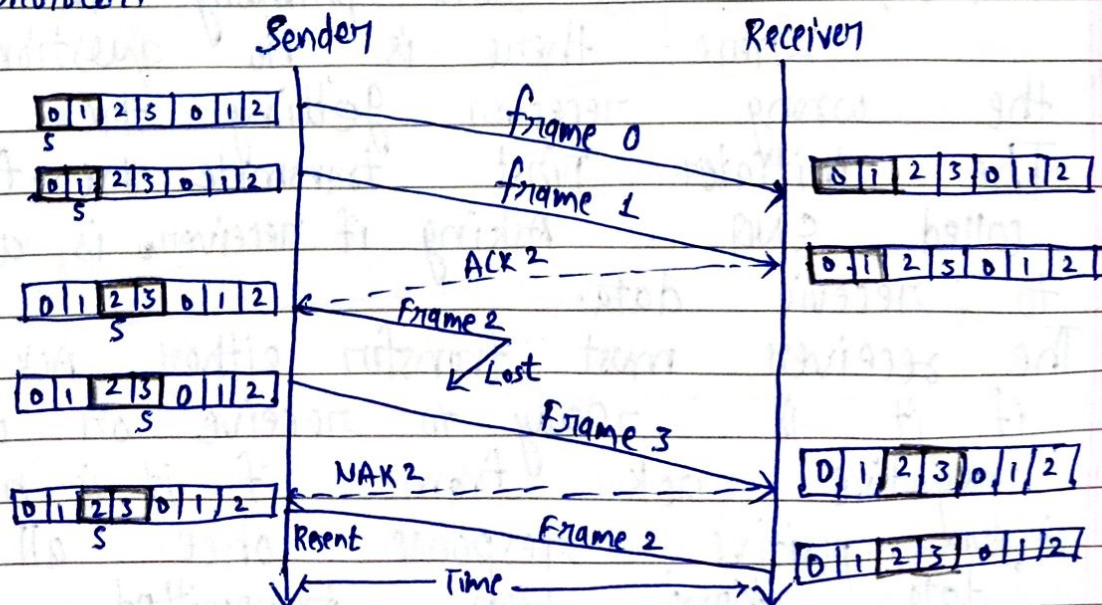 Sender Receiver
0 1 2 3 0 1 2
S
frame 0
0 1 2 3 0 1 2
S
frame 1
0 1 2 3 0 1 2
ACK 2
0 1 2 3 0 1 2
0 1 2 3 0 1 2
S
Frame 2
Lost
0 1 2 3 0 1 2
S
Frame 3
0 1 2 3 0 1 2
NAK 2
0 1 2 3 0 1 2
S
Resent
Frame 2
0 1 2 3 0 1 2
Time